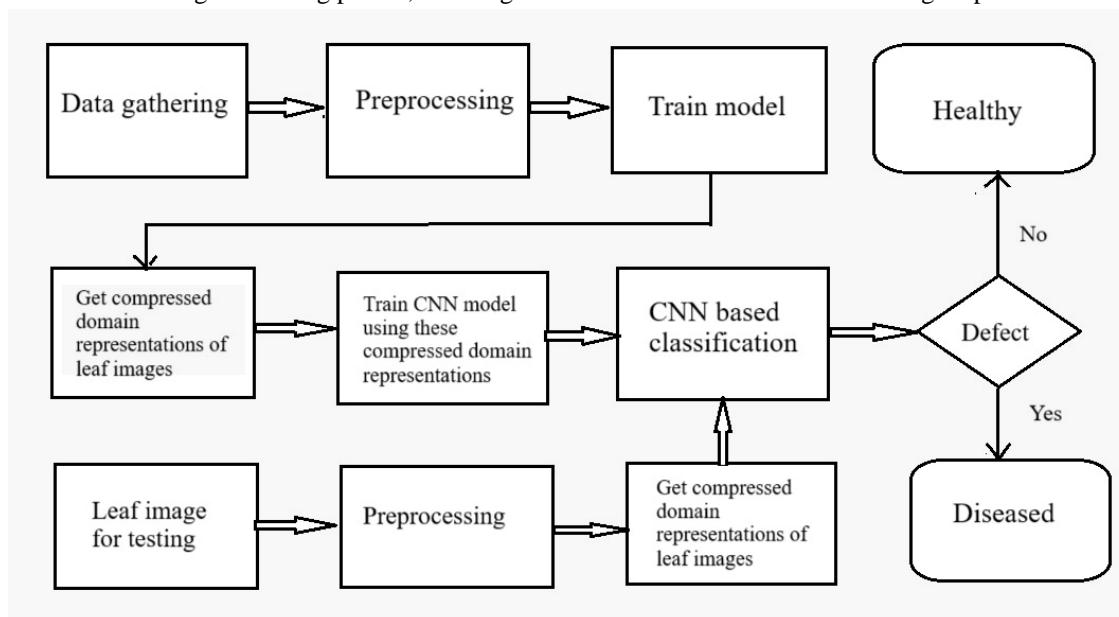 Data gathering
Preprocessing
Train model
Healthy
No
Get compressed
domain
representations of
leaf images
Train CNN model
using these
compressed domain
representations
CNN based
classification
Defect
Yes
Leaf image
for testing
Preprocessing
Get compressed
domain
representations of
leaf images
Diseased